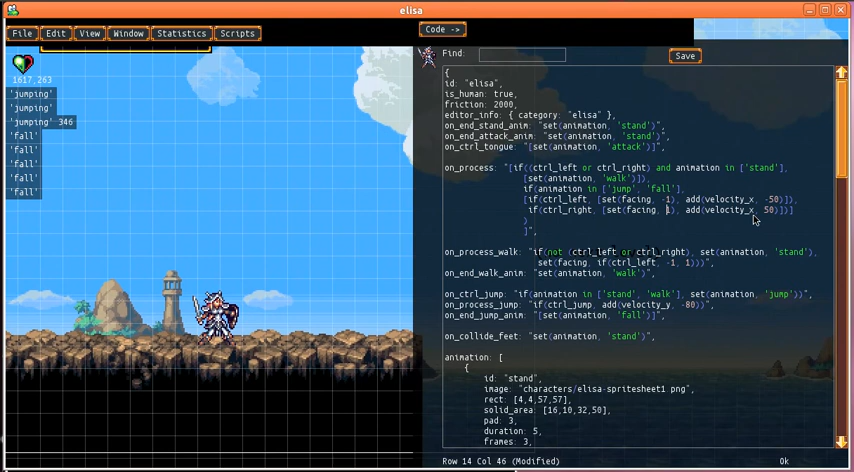 elisa
File Edit View Window Statistics Scripts
Code ->
1617,263
'jumping'
'jumping'
'jumping' 346
'fall'
'fall'
'fall'
'fall'
'fall'
Find:
Save
{
id: "elisa",
is_human: true,
friction: 2000,
editor_info: { category: "elisa" },
on_end_stand_anim: "set(animation, 'stand')",
on_end_attack_anim: "set(animation, 'stand')",
on_ctrl_tongue: "[set(animation, 'attack')]",
on_process: "[if((ctrl_left or ctrl_right) and animation in ['stand'],
[set(animation, 'walk')]),
if(animation in ['jump', 'fall'],
[if(ctrl_left, [set(facing, -1), add(velocity_x, -50)]),
if(ctrl_right, [set(facing, 1), add(velocity_x, 50)])]
)
]",
on_process_walk: "if(not (ctrl_left or ctrl_right), set(animation, 'stand'),
set(facing, if(ctrl_left, -1, 1)))",
on_end_walk_anim: "set(animation, 'walk')",
on_ctrl_jump: "if(animation in ['stand', 'walk'], set(animation, 'jump'))",
on_process_jump: "if(ctrl_jump, add(velocity_y, -80))",
on_end_jump_anim: "[set(animation, 'fall')]",
on_collide_feet: "set(animation, 'stand')",
animation: [
{
id: "stand",
image: "characters/elisa-spritesheet1 png",
rect: [4,4,57,57],
solid_area: [16,10,32,50],
pad: 3,
duration: 5,
frames: 3,
Row 14 Col 46 (Modified)
Ok